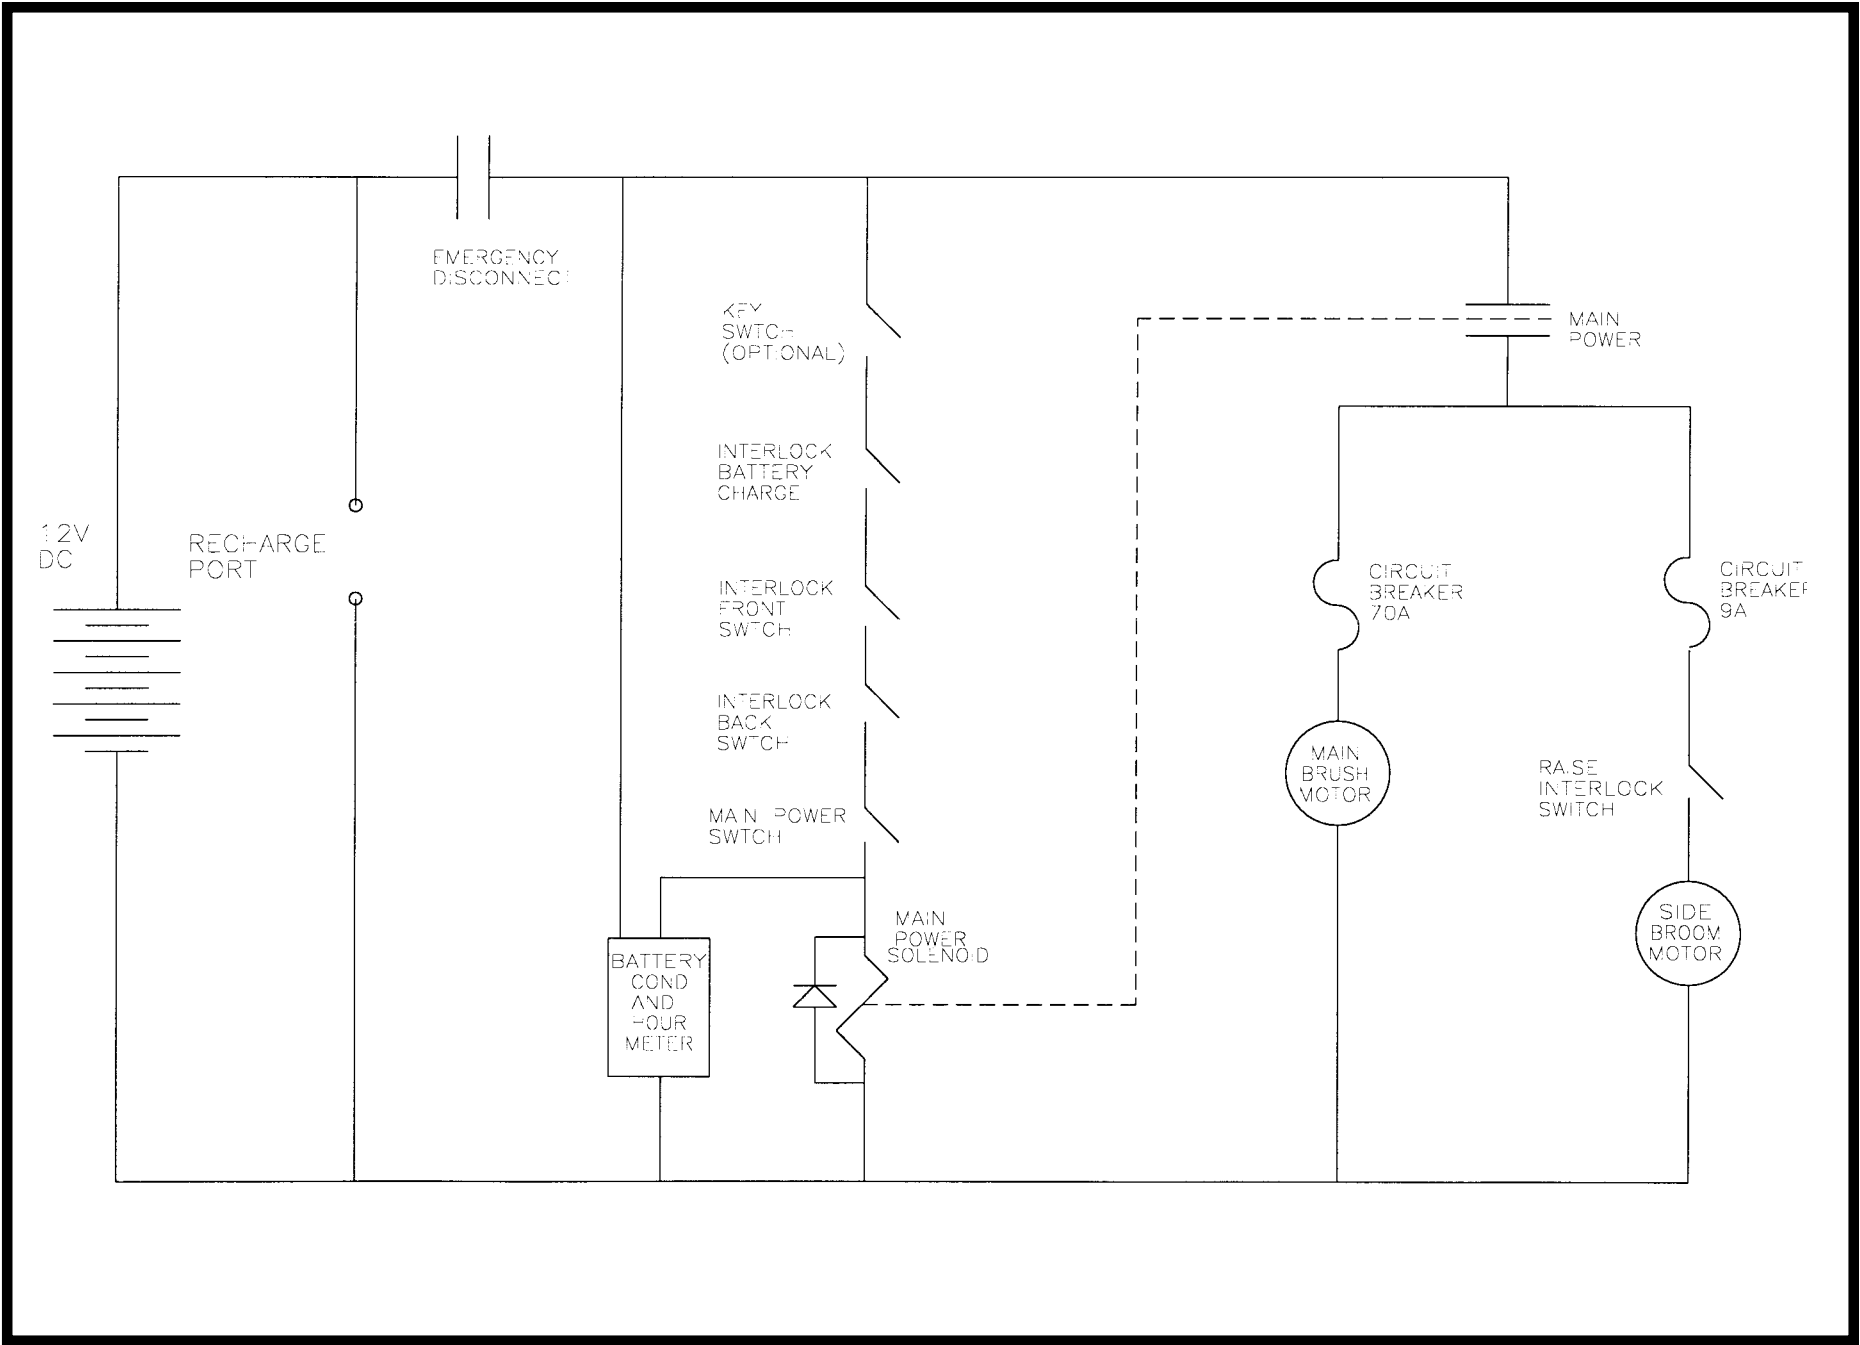 EMERGENCY
DISCONNECT
KEY
SWTCH
(OPTIONAL)
MAIN
POWER
INTERLOCK
BATTERY
CHARGE
12V
DC
RECHARGE
PORT
INTERLOCK
FRONT
SWTCH
CIRCUIT
BREAKER
70A
CIRCUIT
BREAKER
9A
INTERLOCK
BACK
SWTCH
MAIN
BRUSH
MOTOR
RAISE
INTERLOCK
SWITCH
MAIN POWER
SWTCH
MAIN
POWER
SOLENOID
SIDE
BROOM
MOTOR
BATTERY
COND
AND
HOUR
METER